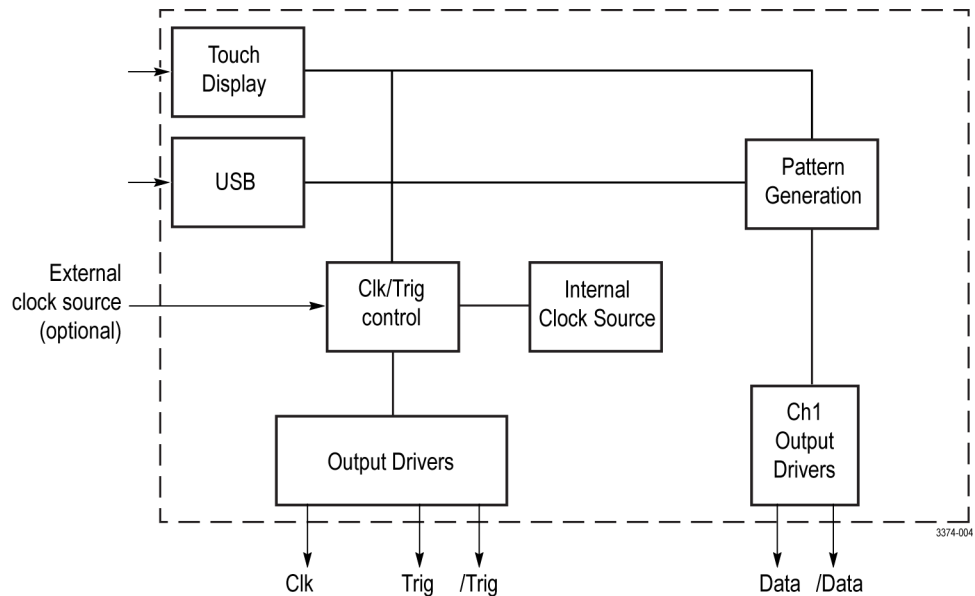 Touch
Display
USB
Pattern
Generation
External
clock source
(optional)
Clk/Trig
control
Internal
Clock Source
Ch1
Output
Drivers
Output Drivers
3374-004
Clk
Trig
/Trig
Data
/Data